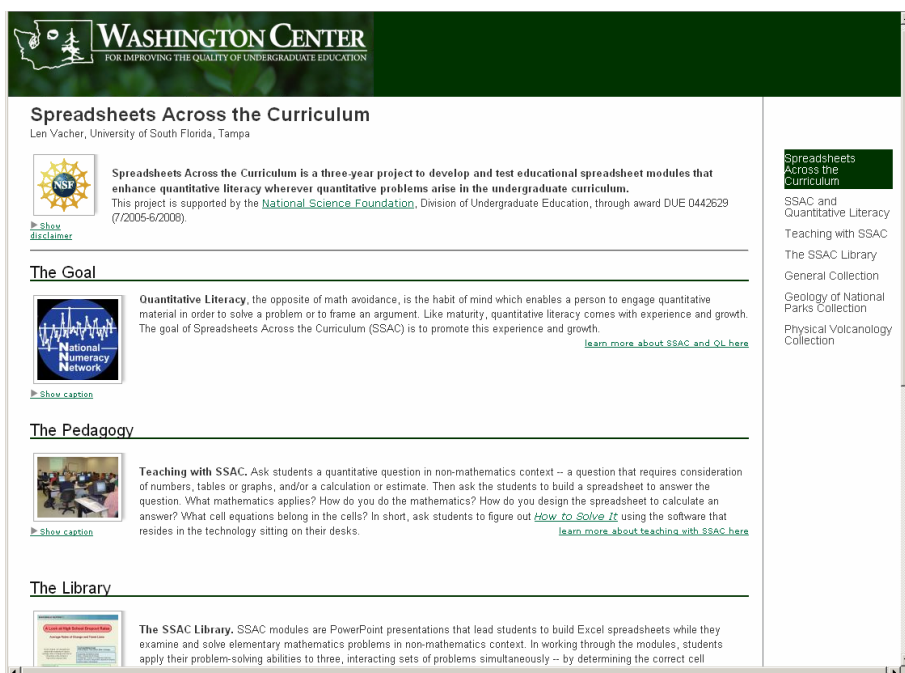 WASHINGTON CENTER
FOR IMPROVING THE QUALITY OF UNDERGRADUATE EDUCATION
Spreadsheets Across the Curriculum
Len Vacher, University of South Florida, Tampa
NSF
Show
disclaimer
Spreadsheets Across the Curriculum is a three-year project to develop and test educational spreadsheet modules that
enhance quantitative literacy wherever quantitative problems arise in the undergraduate curriculum.
This project is supported by the National Science Foundation, Division of Undergraduate Education, through award DUE 0442629
(7/2005-6/2008).
The Goal
National
Numeracy
Network
Show caption
Quantitative Literacy, the opposite of math avoidance, is the habit of mind which enables a person to engage quantitative
material in order to solve a problem or to frame an argument. Like maturity, quantitative literacy comes with experience and growth.
The goal of Spreadsheets Across the Curriculum (SSAC) is to promote this experience and growth.
learn more about SSAC and QL here
The Pedagogy
Show caption
Teaching with SSAC. Ask students a quantitative question in non-mathematics context -- a question that requires consideration
of numbers, tables or graphs, and/or a calculation or estimate. Then ask the students to build a spreadsheet to answer the
question. What mathematics applies? How do you do the mathematics? How do you design the spreadsheet to calculate an
answer? What cell equations belong in the cells? In short, ask students to figure out How to Solve It using the software that
resides in the technology sitting on their desks. learn more about teaching with SSAC here
The Library
The SSAC Library. SSAC modules are PowerPoint presentations that lead students to build Excel spreadsheets while they
examine and solve elementary mathematics problems in non-mathematics context. In working through the modules, students
apply their problem-solving abilities to three, interacting sets of problems simultaneously -- by determining the correct cell
Spreadsheets
Across the
Curriculum
SSAC and
Quantitative Literacy
Teaching with SSAC
The SSAC Library
General Collection
Geology of National
Parks Collection
Physical Volcanology
Collection